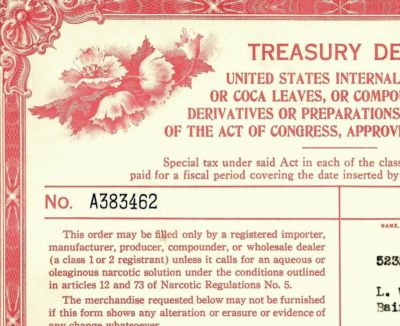 TREASURY DE
UNITED STATES INTERNAL
OR COCA LEAVES, OR COMPOU
DERIVATIVES OR PREPARATIONS
OF THE ACT OF CONGRESS, APPROVE
Special tax under said Act in each of the class
paid for a fiscal period covering the date inserted by
No. A383462
NAME,
This order may be filled only by a registered importer,
manufacturer, producer, compounder, or wholesale dealer
(a class 1 or 2 registrant) unless it calls for an aqueous or
oleaginous narcotic solution under the conditions outlined
in articles 12 and 73 of Narcotic Regulations No. 5.
The merchandise requested below may not be furnished
if this form shows any alteration or erasure or evidence of
any change whatsoever.
523
L. V
Bai